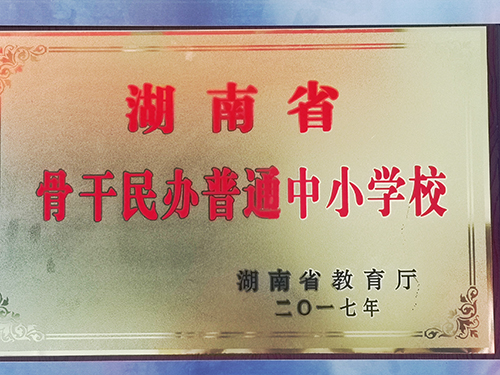 湖南省
骨干民办普通中小学校
湖南省教育厅
二〇一七年